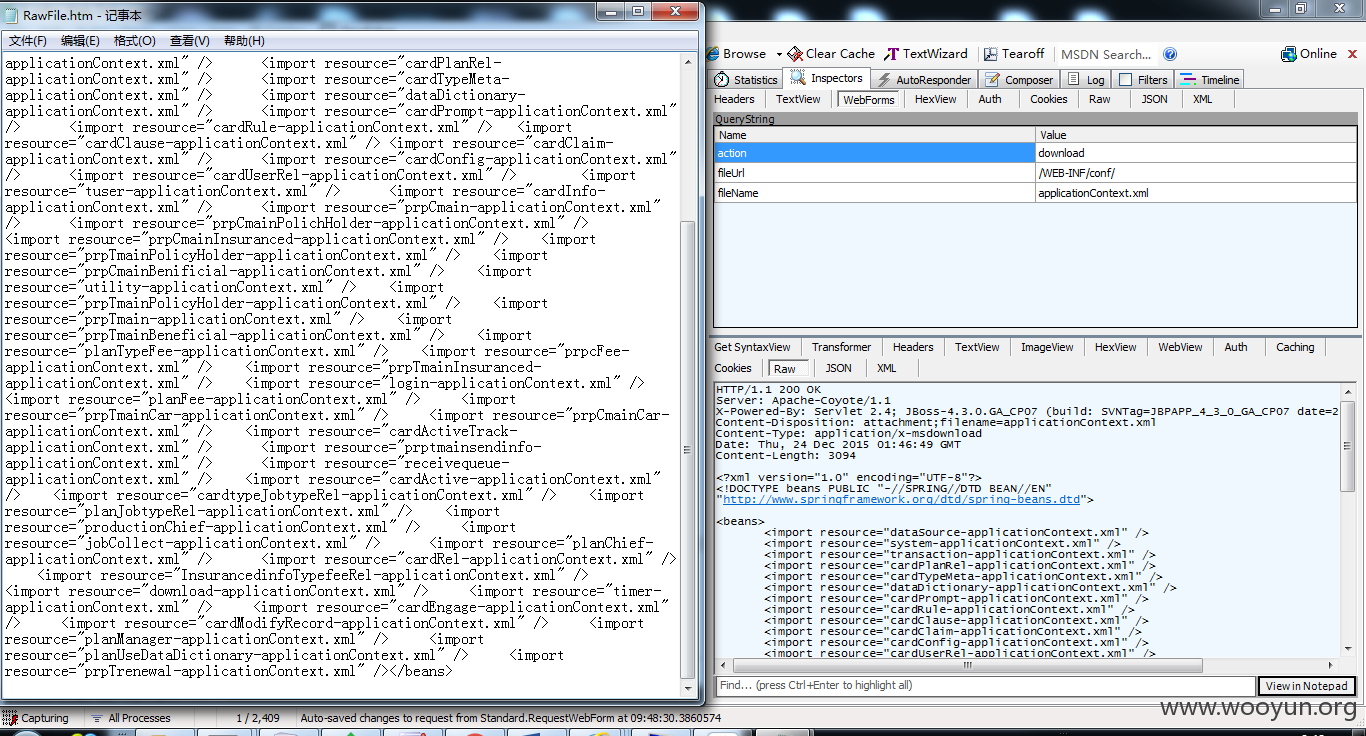 RawFile.htm - 记事本
文件(F) 编辑(E) 格式(O) 查看(V) 帮助(H)
applicationContext.xml" /> <import resource="cardPlanRel-
applicationContext.xml" /> <import resource="cardTypeMeta-
applicationContext.xml" /> <import resource="dataDictionary-
applicationContext.xml" /> <import resource="cardPrompt-applicationContext.xml"
/> <import resource="cardRule-applicationContext.xml" /> <import
resource="cardClause-applicationContext.xml" /> <import resource="cardClaim-
applicationContext.xml" /> <import resource="cardConfig-applicationContext.xml"
/> <import resource="cardUserRel-applicationContext.xml" /> <import
resource="tuser-applicationContext.xml" /> <import resource="cardInfo-
applicationContext.xml" /> <import resource="prpCmain-applicationContext.xml"
/> <import resource="prpCmainPolichHolder-applicationContext.xml" />
<import resource="prpCmainInsuranced-applicationContext.xml" /> <import
resource="prpTmainPolicyHolder-applicationContext.xml" /> <import
resource="prpCmainBenificial-applicationContext.xml" /> <import
resource="utility-applicationContext.xml" /> <import
resource="prpTmainPolicyHolder-applicationContext.xml" /> <import
resource="prpTmain-applicationContext.xml" /> <import
resource="prpTmainBeneficial-applicationContext.xml" /> <import
resource="planTypeFee-applicationContext.xml" /> <import resource="prpcFee-
applicationContext.xml" /> <import resource="prpTmainInsuranced-
applicationContext.xml" /> <import resource="login-applicationContext.xml" />
<import resource="planFee-applicationContext.xml" /> <import
resource="prpTmainCar-applicationContext.xml" /> <import resource="prpCmainCar-
applicationContext.xml" /> <import resource="cardActiveTrack-
applicationContext.xml" /> <import resource="prptmainsendinfo-
applicationContext.xml" /> <import resource="receivequeue-
applicationContext.xml" /> <import resource="cardActive-applicationContext.xml"
/> <import resource="cardtypeJobtypeRel-applicationContext.xml" /> <import
resource="planJobtypeRel-applicationContext.xml" /> <import
resource="productionChief-applicationContext.xml" /> <import
resource="jobCollect-applicationContext.xml" /> <import resource="planChief-
applicationContext.xml" /> <import resource="cardRel-applicationContext.xml" />
<import resource="InsurancedinfoTypefeeRel-applicationContext.xml" />
<import resource="download-applicationContext.xml" /> <import resource="timer-
applicationContext.xml" /> <import resource="cardEngage-applicationContext.xml"
/> <import resource="cardModifyRecord-applicationContext.xml" /> <import
resource="planManager-applicationContext.xml" /> <import
resource="planUseDataDictionary-applicationContext.xml" /> <import
resource="prpTrenewal-applicationContext.xml" /></beans>
Browse Clear Cache TextWizard Tearoff MSDN Search... Online
Statistics Inspectors AutoResponder Composer Log Filters Timeline
Headers TextView WebForms HexView Auth Cookies Raw JSON XML
QueryString
Name Value
action download
fileUrl /WEB-INF/conf/
fileName applicationContext.xml
Get SyntaxView Transformer Headers TextView ImageView HexView WebView Auth Caching
Cookies Raw JSON XML
HTTP/1.1 200 OK
Server: Apache-Coyote/1.1
X-Powered-By: Servlet 2.4; JBoss-4.3.0.GA_CP07 (build: SVNTag=JBPAPP_4_3_0_GA_CP07 date=2
Content-Disposition: attachment;filename=applicationContext.xml
Content-Type: application/x-msdownload
Date: Thu, 24 Dec 2015 01:46:49 GMT
Content-Length: 3094
<?xml version="1.0" encoding="UTF-8"?>
<!DOCTYPE beans PUBLIC "-//SPRING//DTD BEAN//EN"
"http://www.springframework.org/dtd/spring-beans.dtd">
<beans>
<import resource="dataSource-applicationContext.xml" />
<import resource="system-applicationContext.xml" />
<import resource="transaction-applicationContext.xml" />
<import resource="cardPlanRel-applicationContext.xml" />
<import resource="cardTypeMeta-applicationContext.xml" />
<import resource="dataDictionary-applicationContext.xml" />
<import resource="cardPrompt-applicationContext.xml" />
<import resource="cardRule-applicationContext.xml" />
<import resource="cardClause-applicationContext.xml" />
<import resource="cardClaim-applicationContext.xml" />
<import resource="cardConfig-applicationContext.xml" />
<import resource="cardUserRel-applicationContext.xml" />
Find... (press Ctrl+Enter to highlight all) View in Notepad
Capturing All Processes 1 / 2,409 Auto-saved changes to request from Standard.RequestWebForm at 09:48:30.3860574
www.wooyun.org